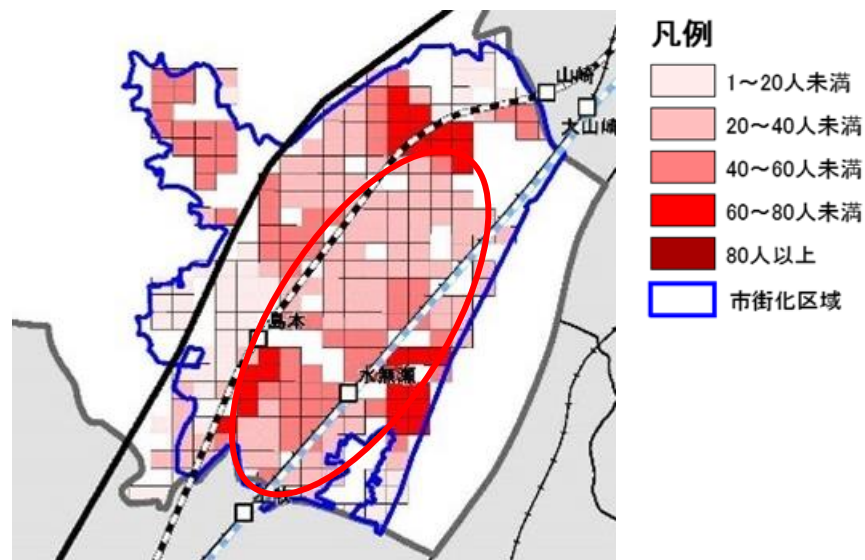 凡例
1～20人未満
20～40人未満
40～60人未満
60～80人未満
80人以上
市街化区域
山崎
大山崎
島本
水無瀬